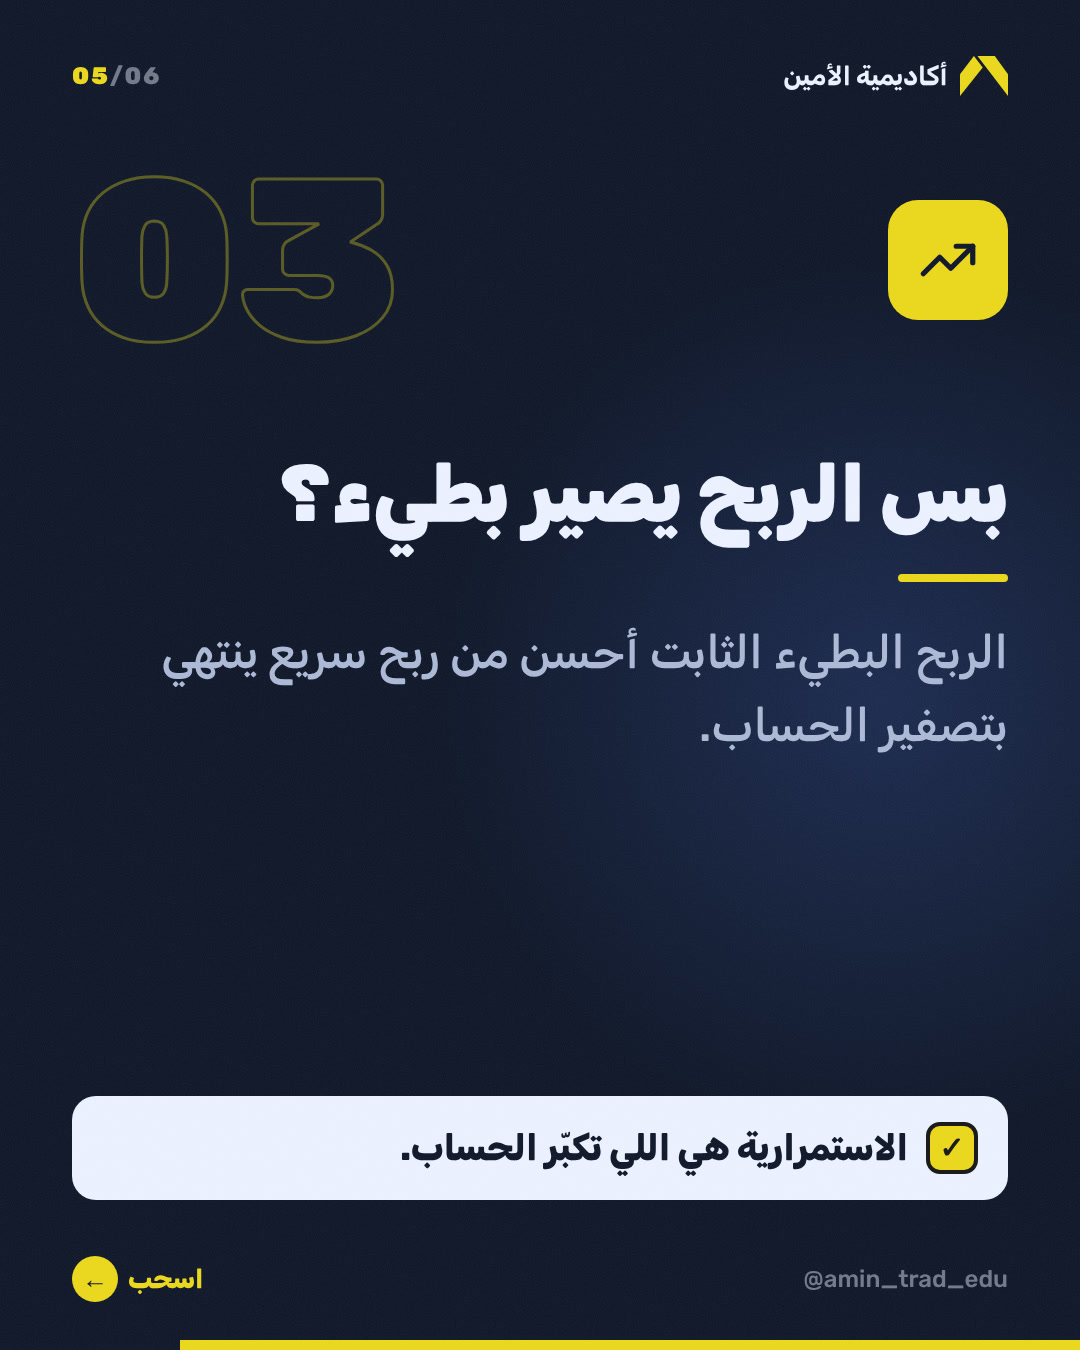 أكاديمية الأمين
05/06
03
بس الربح يصير بطيء؟
الربح البطيء الثابت أحسن من ربح سريع ينتهي
بتصفير الحساب.
✓ الاستمرارية هي اللي تكبّر الحساب.
@amin_trad_edu
اسحب ←